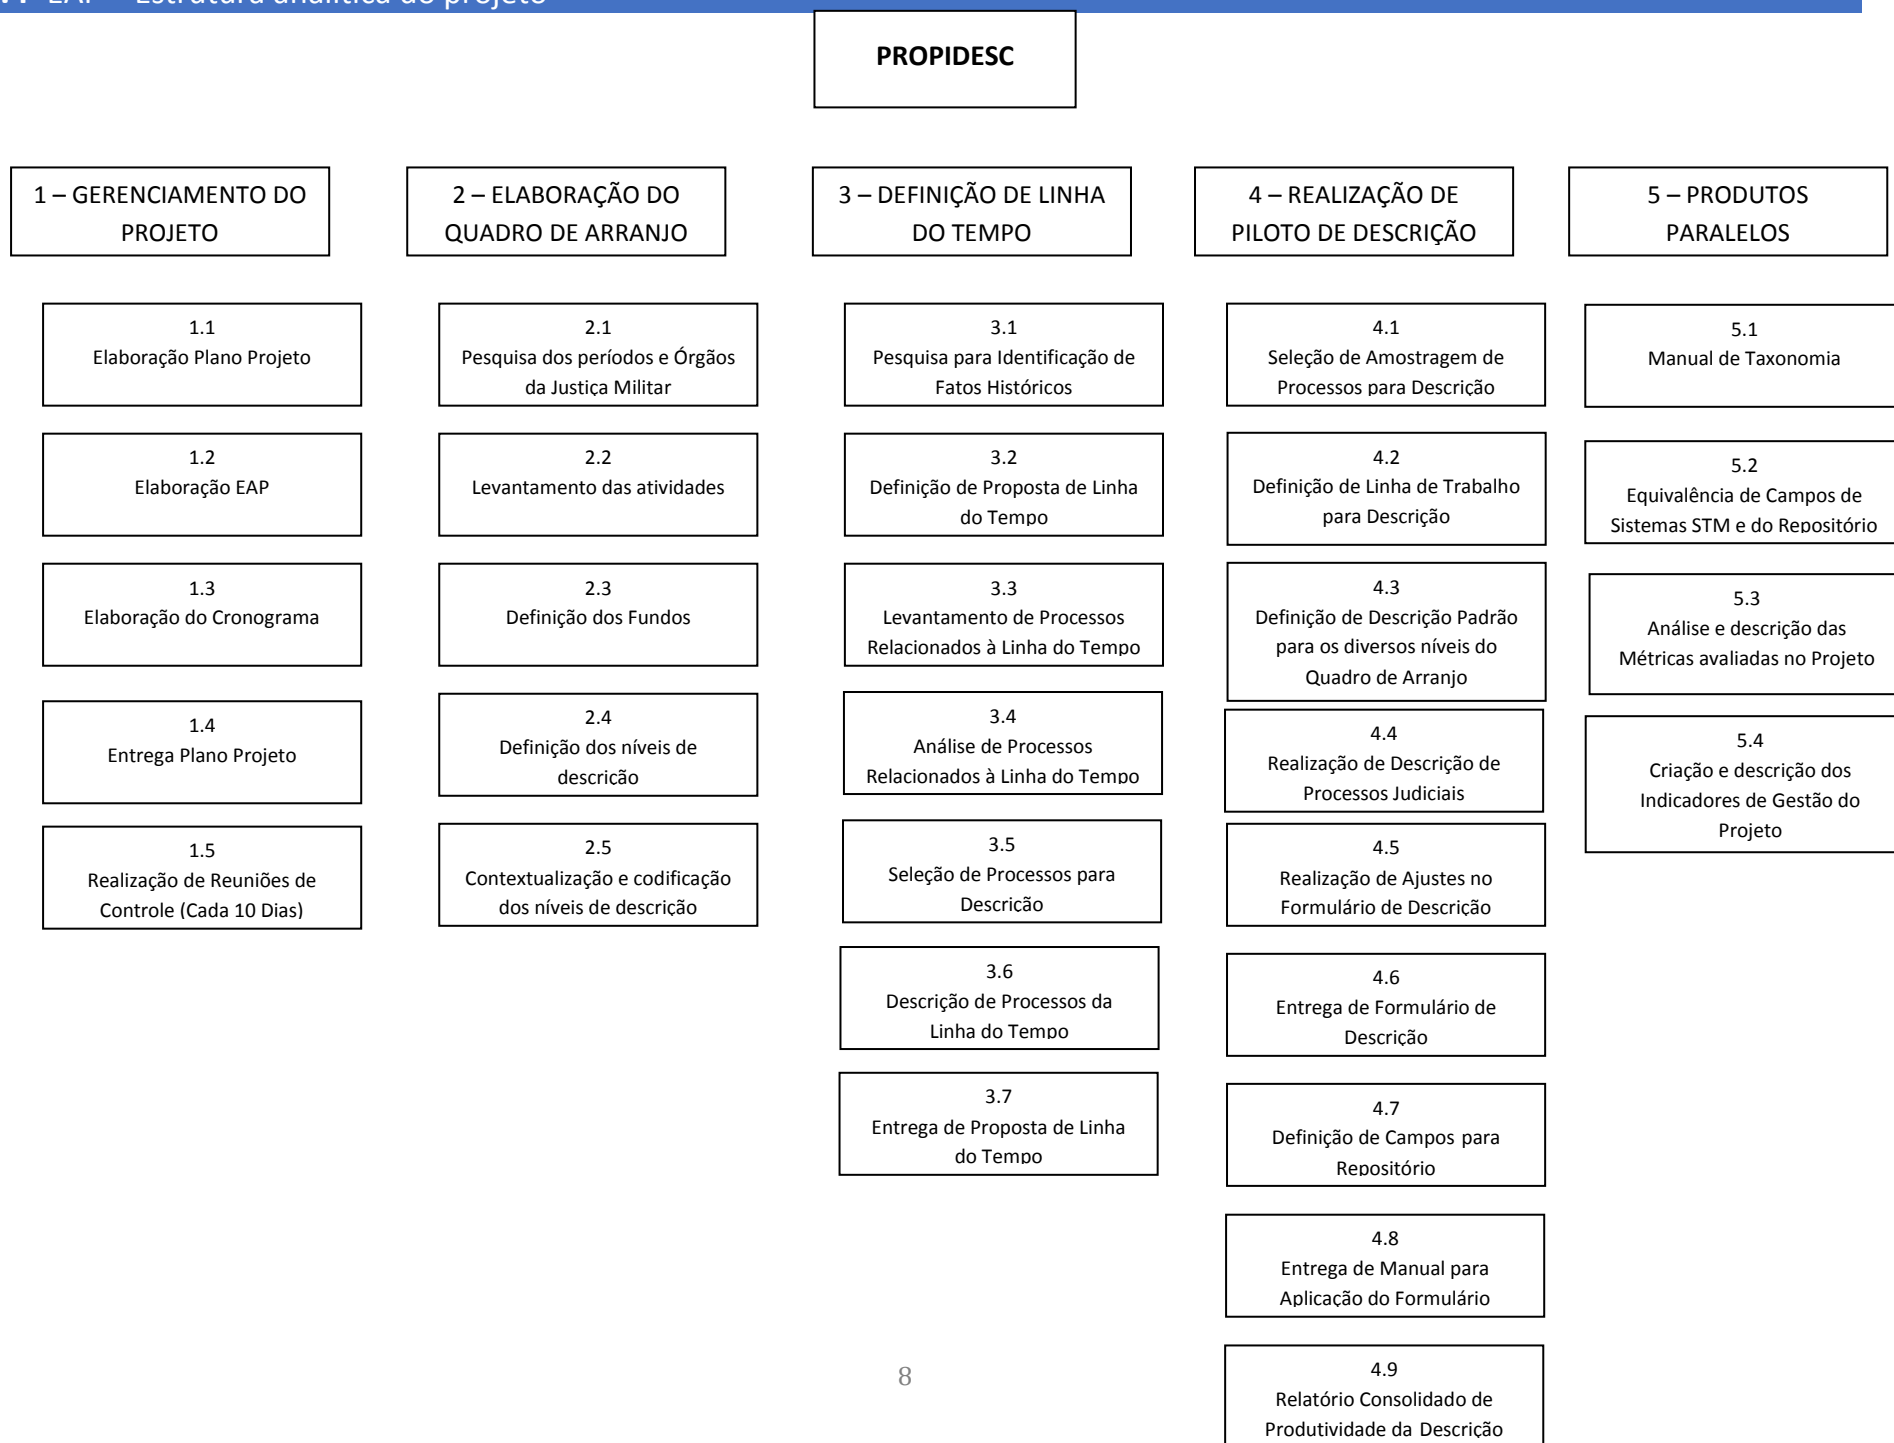 EAP – Estrutura analítica do projeto
PROPIDESC
1 – GERENCIAMENTO DO
PROJETO
2 – ELABORAÇÃO DO
QUADRO DE ARRANJO
3 – DEFINIÇÃO DE LINHA
DO TEMPO
4 – REALIZAÇÃO DE
PILOTO DE DESCRIÇÃO
5 – PRODUTOS
PARALELOS
1.1
Elaboração Plano Projeto
1.2
Elaboração EAP
1.3
Elaboração do Cronograma
1.4
Entrega Plano Projeto
1.5
Realização de Reuniões de
Controle (Cada 10 Dias)
2.1
Pesquisa dos períodos e Órgãos
da Justiça Militar
2.2
Levantamento das atividades
2.3
Definição dos Fundos
2.4
Definição dos níveis de
descrição
2.5
Contextualização e codificação
dos níveis de descrição
3.1
Pesquisa para Identificação de
Fatos Históricos
3.2
Definição de Proposta de Linha
do Tempo
3.3
Levantamento de Processos
Relacionados à Linha do Tempo
3.4
Análise de Processos
Relacionados à Linha do Tempo
3.5
Seleção de Processos para
Descrição
3.6
Descrição de Processos da
Linha do Tempo
3.7
Entrega de Proposta de Linha
do Tempo
4.1
Seleção de Amostragem de
Processos para Descrição
4.2
Definição de Linha de Trabalho
para Descrição
4.3
Definição de Descrição Padrão
para os diversos níveis do
Quadro de Arranjo
4.4
Realização de Descrição de
Processos Judiciais
4.5
Realização de Ajustes no
Formulário de Descrição
4.6
Entrega de Formulário de
Descrição
4.7
Definição de Campos para
Repositório
4.8
Entrega de Manual para
Aplicação do Formulário
4.9
Relatório Consolidado de
Produtividade da Descrição
5.1
Manual de Taxonomia
5.2
Equivalência de Campos de
Sistemas STM e do Repositório
5.3
Análise e descrição das
Métricas avaliadas no Projeto
5.4
Criação e descrição dos
Indicadores de Gestão do
Projeto
8